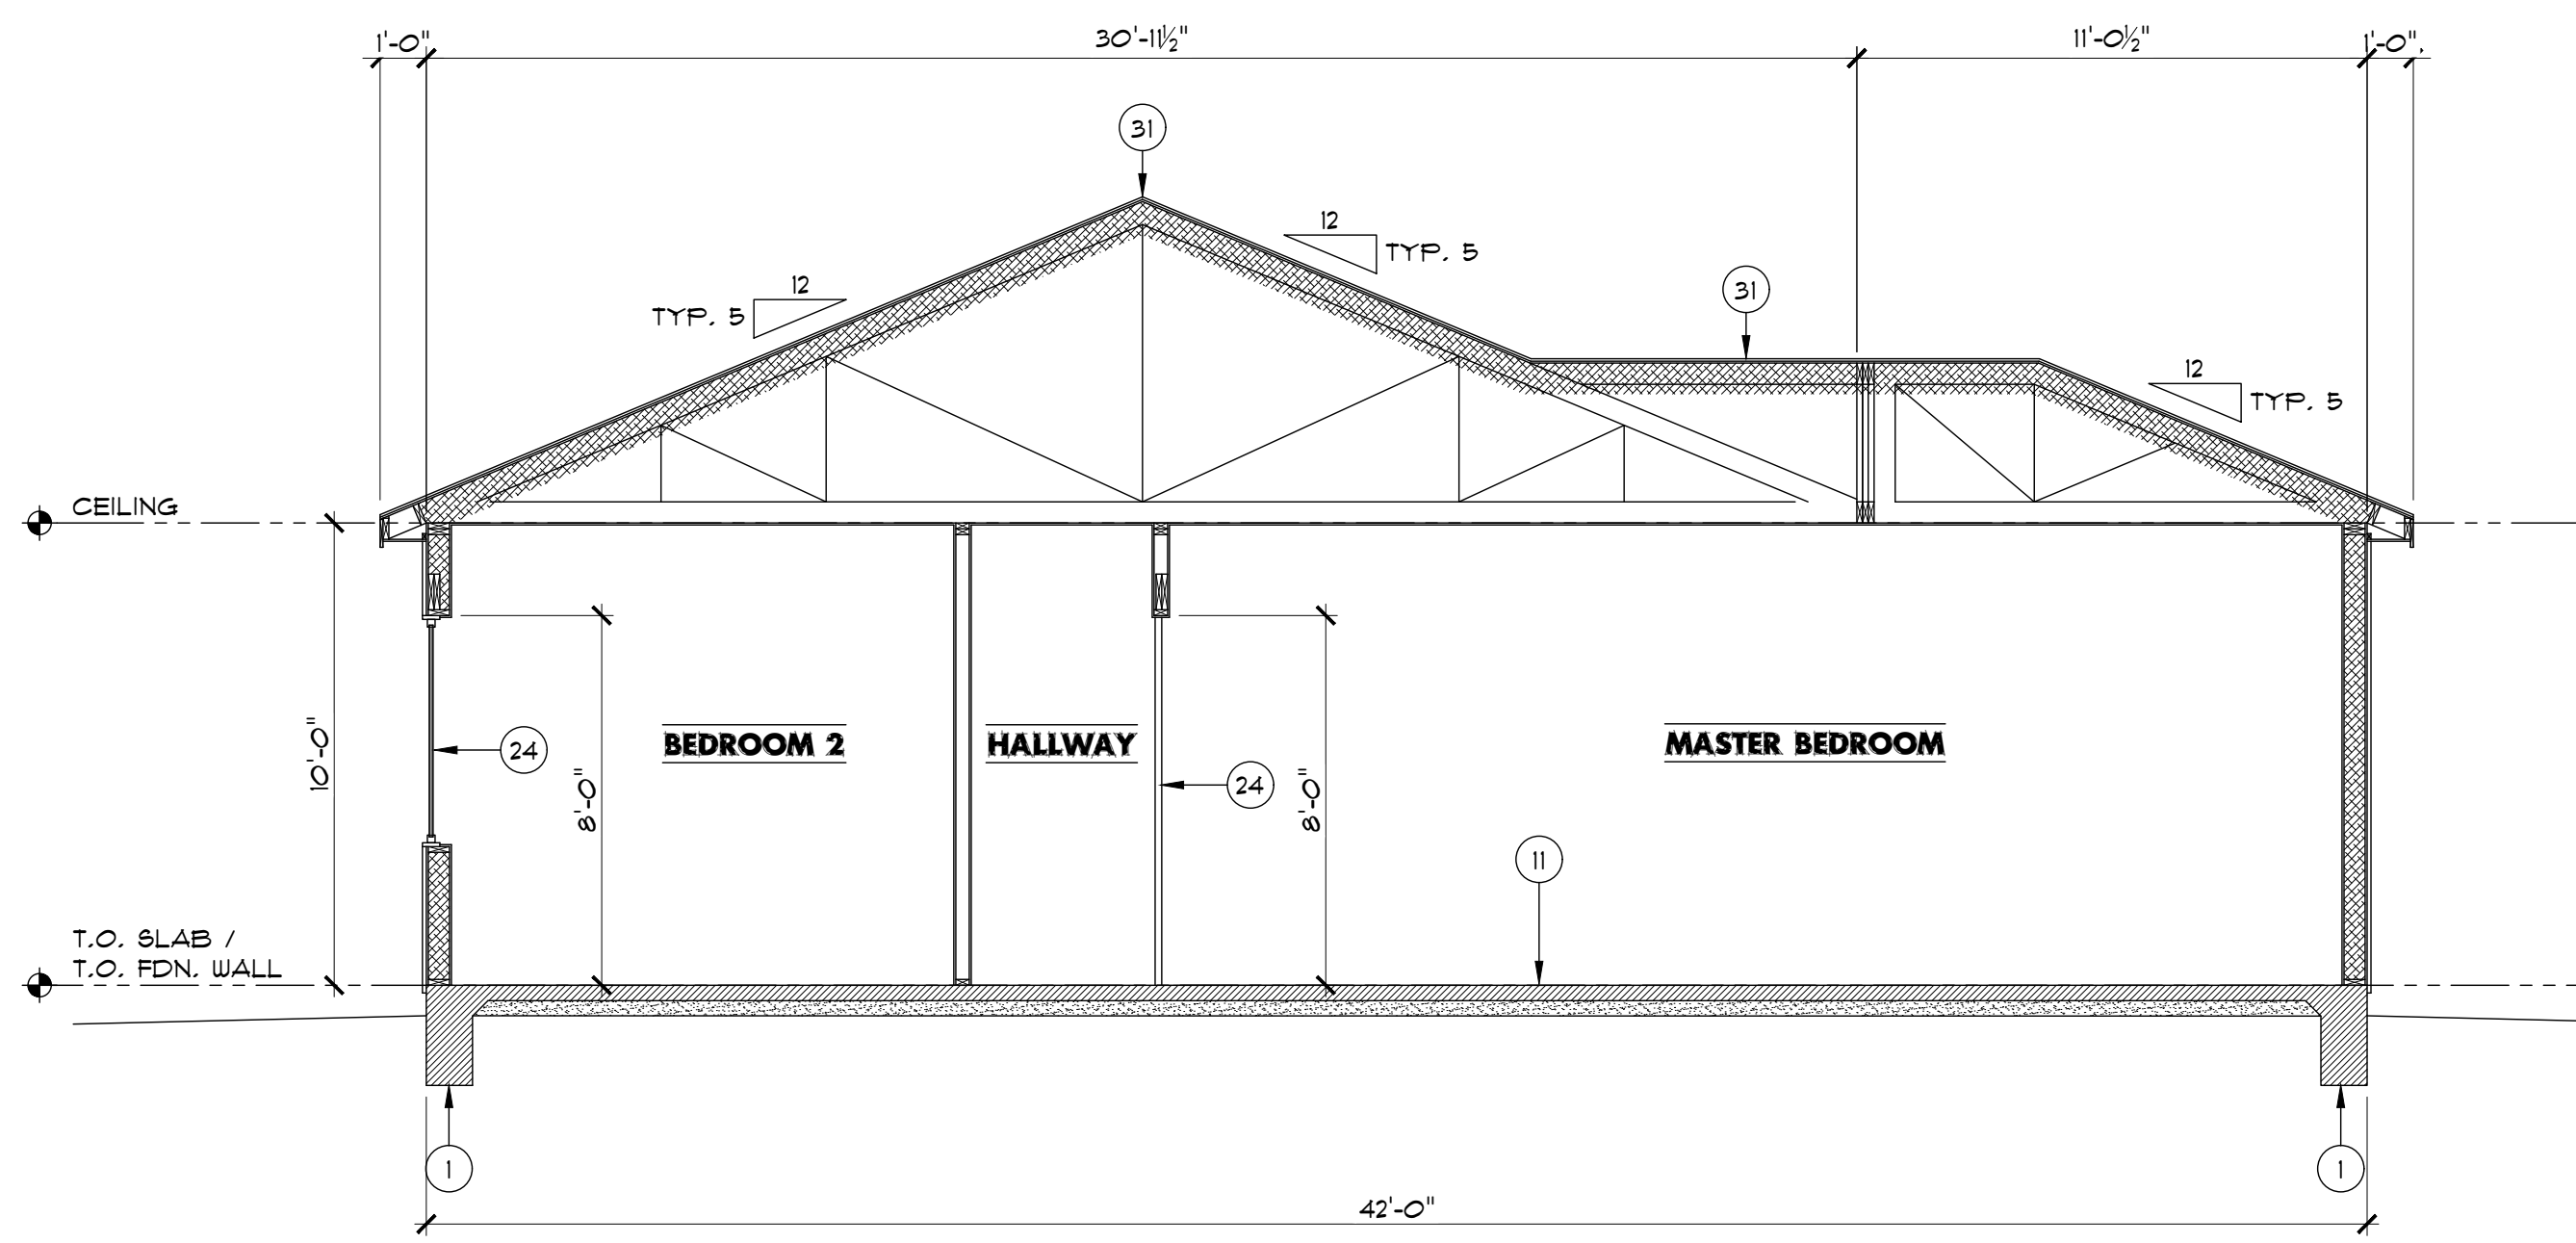 1'-0"
30'-11½"
11'-0½"
1'-0"
31
12
TYP. 5
12
TYP. 5
31
12
TYP. 5
CEILING
10'-0"
24
BEDROOM 2
HALLWAY
MASTER BEDROOM
8'-0"
24
8'-0"
11
T.O. SLAB /
T.O. FDN. WALL
1
1
42'-0"